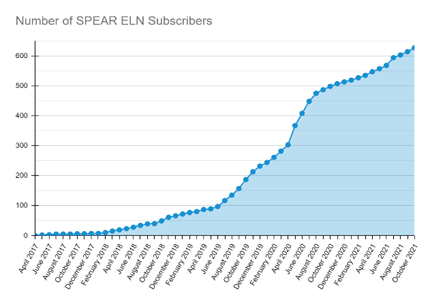 Number of SPEAR ELN Subscribers
600
500
400
300
200
100
0
April 2017
June 2017
August 2017
October 2017
December 2017
February 2018
April 2018
June 2018
August 2018
October 2018
December 2018
February 2019
April 2019
June 2019
August 2019
October 2019
December 2019
February 2020
April 2020
June 2020
August 2020
October 2020
December 2020
February 2021
April 2021
June 2021
August 2021
October 2021